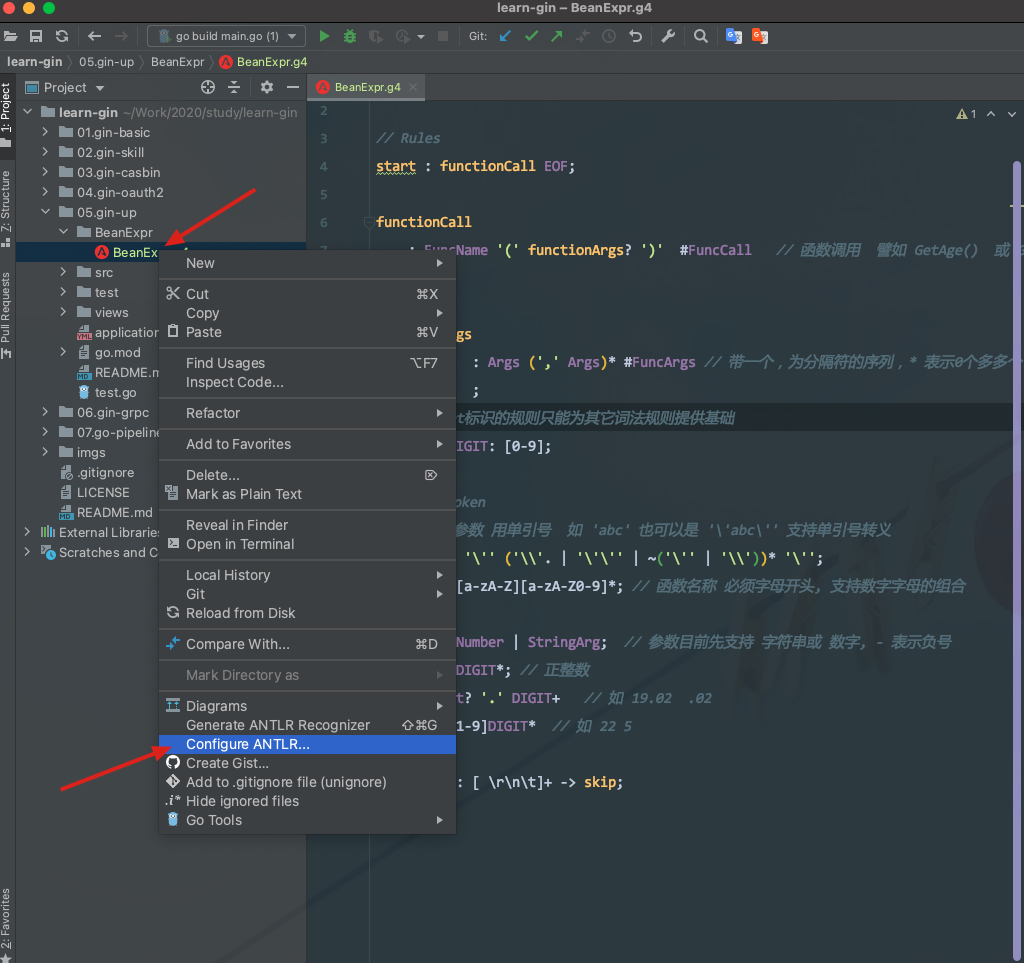 learn-gin – BeanExpr.g4
go build main.go (1)
Git:
learn-gin
05.gin-up
BeanExpr
BeanExpr.g4
1: Project
Z: Structure
Pull Requests
2: Favorites
Project
learn-gin ~/Work/2020/study/learn-gin
01.gin-basic
02.gin-skill
03.gin-casbin
04.gin-oauth2
05.gin-up
BeanExpr
src
test
views
go.mod
test.go
06.gin-grpc
imgs
.gitignore
LICENSE
README.md
New
Cut ⌘X
Copy
Paste ⌘V
Find Usages ⌥F7
Inspect Code...
Refactor
Add to Favorites
Delete... ⌦
Mark as Plain Text
Reveal in Finder
Open in Terminal
Local History
Git
Reload from Disk
Compare With... ⌘D
Mark Directory as
Diagrams
Generate ANTLR Recognizer ⇧⌘G
Configure ANTLR...
Create Gist...
Add to .gitignore file (unignore)
Hide ignored files
Go Tools
BeanExpr.g4
1
2
3 // Rules
4 start : functionCall EOF;
5
6 functionCall
7 : FuncName '(' functionArgs? ')' #FuncCall // 函数调用 譬如 GetAge() 或
gs
: Args (',' Args)* #FuncArgs // 带一个，为分隔符的序列，* 表示0个多多个
;
t标识的规则只能为其它词法规则提供基础
IGIT: [0-9];
oken
参数 用单引号 如 'abc' 也可以是 '\'abc\'' 支持单引号转义
'\'' ('\\'. | '\'\'' | ~('\'' | '\\'))* '\'';
[a-zA-Z][a-zA-Z0-9]*; // 函数名称 必须字母开头, 支持数字字母的组合
Number | StringArg; // 参数目前先支持 字符串或 数字, - 表示负号
DIGIT*; // 正整数
t? '.' DIGIT+ // 如 19.02 .02
1-9]DIGIT* // 如 22 5
: [ \r\n\t]+ -> skip;